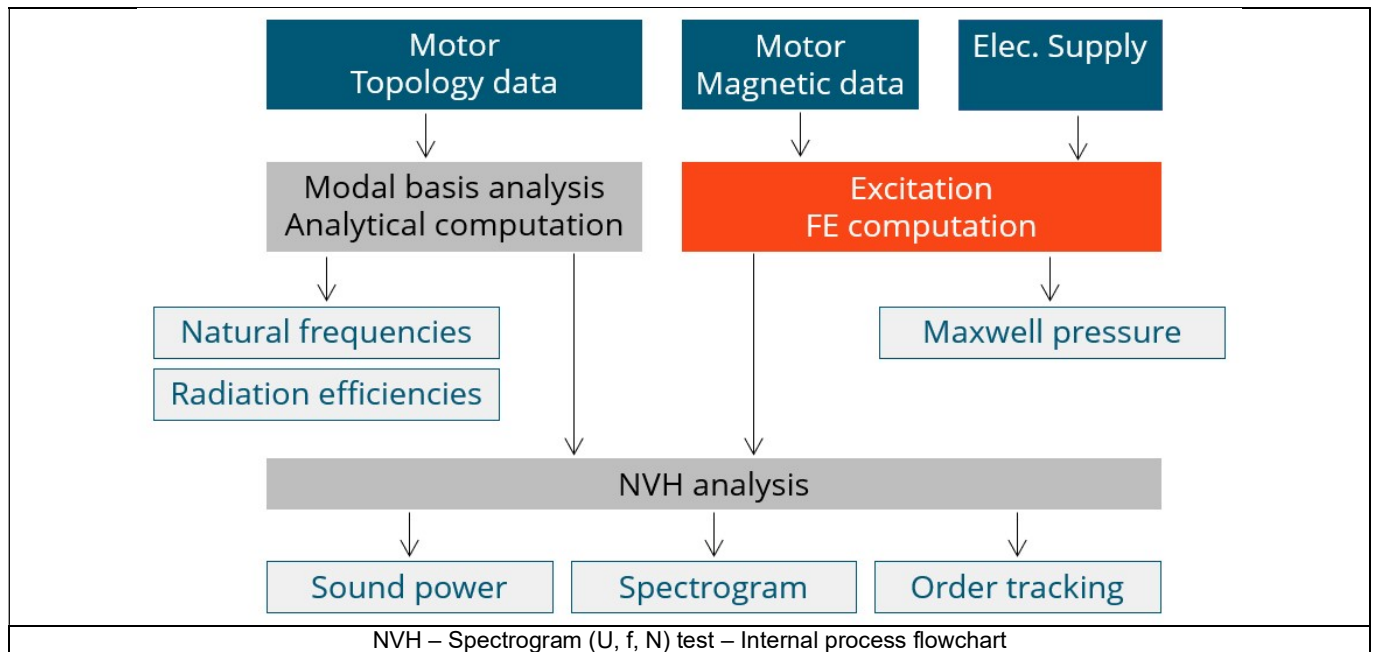 Motor
Topology data
Motor
Magnetic data
Elec. Supply
Modal basis analysis
Analytical computation
Excitation
FE computation
Natural frequencies
Radiation efficiencies
Maxwell pressure
NVH analysis
Sound power
Spectrogram
Order tracking
NVH – Spectrogram (U, f, N) test – Internal process flowchart